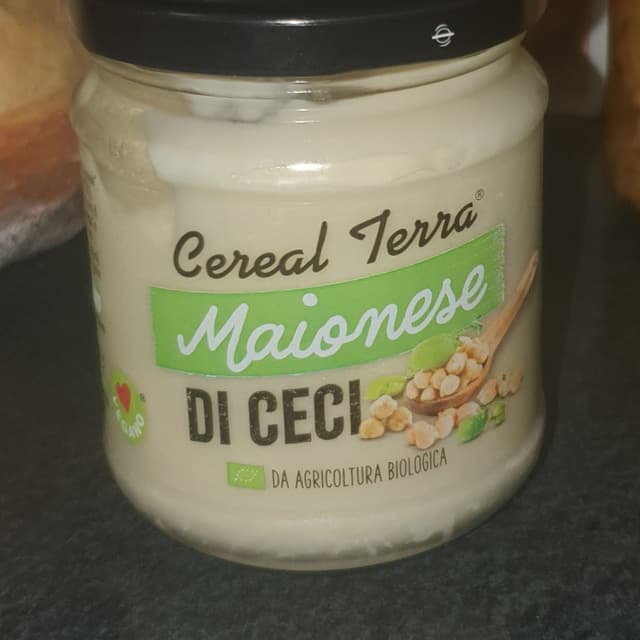 Cereal Terra®
Maionese
DI CECI
DA AGRICOLTURA BIOLOGICA